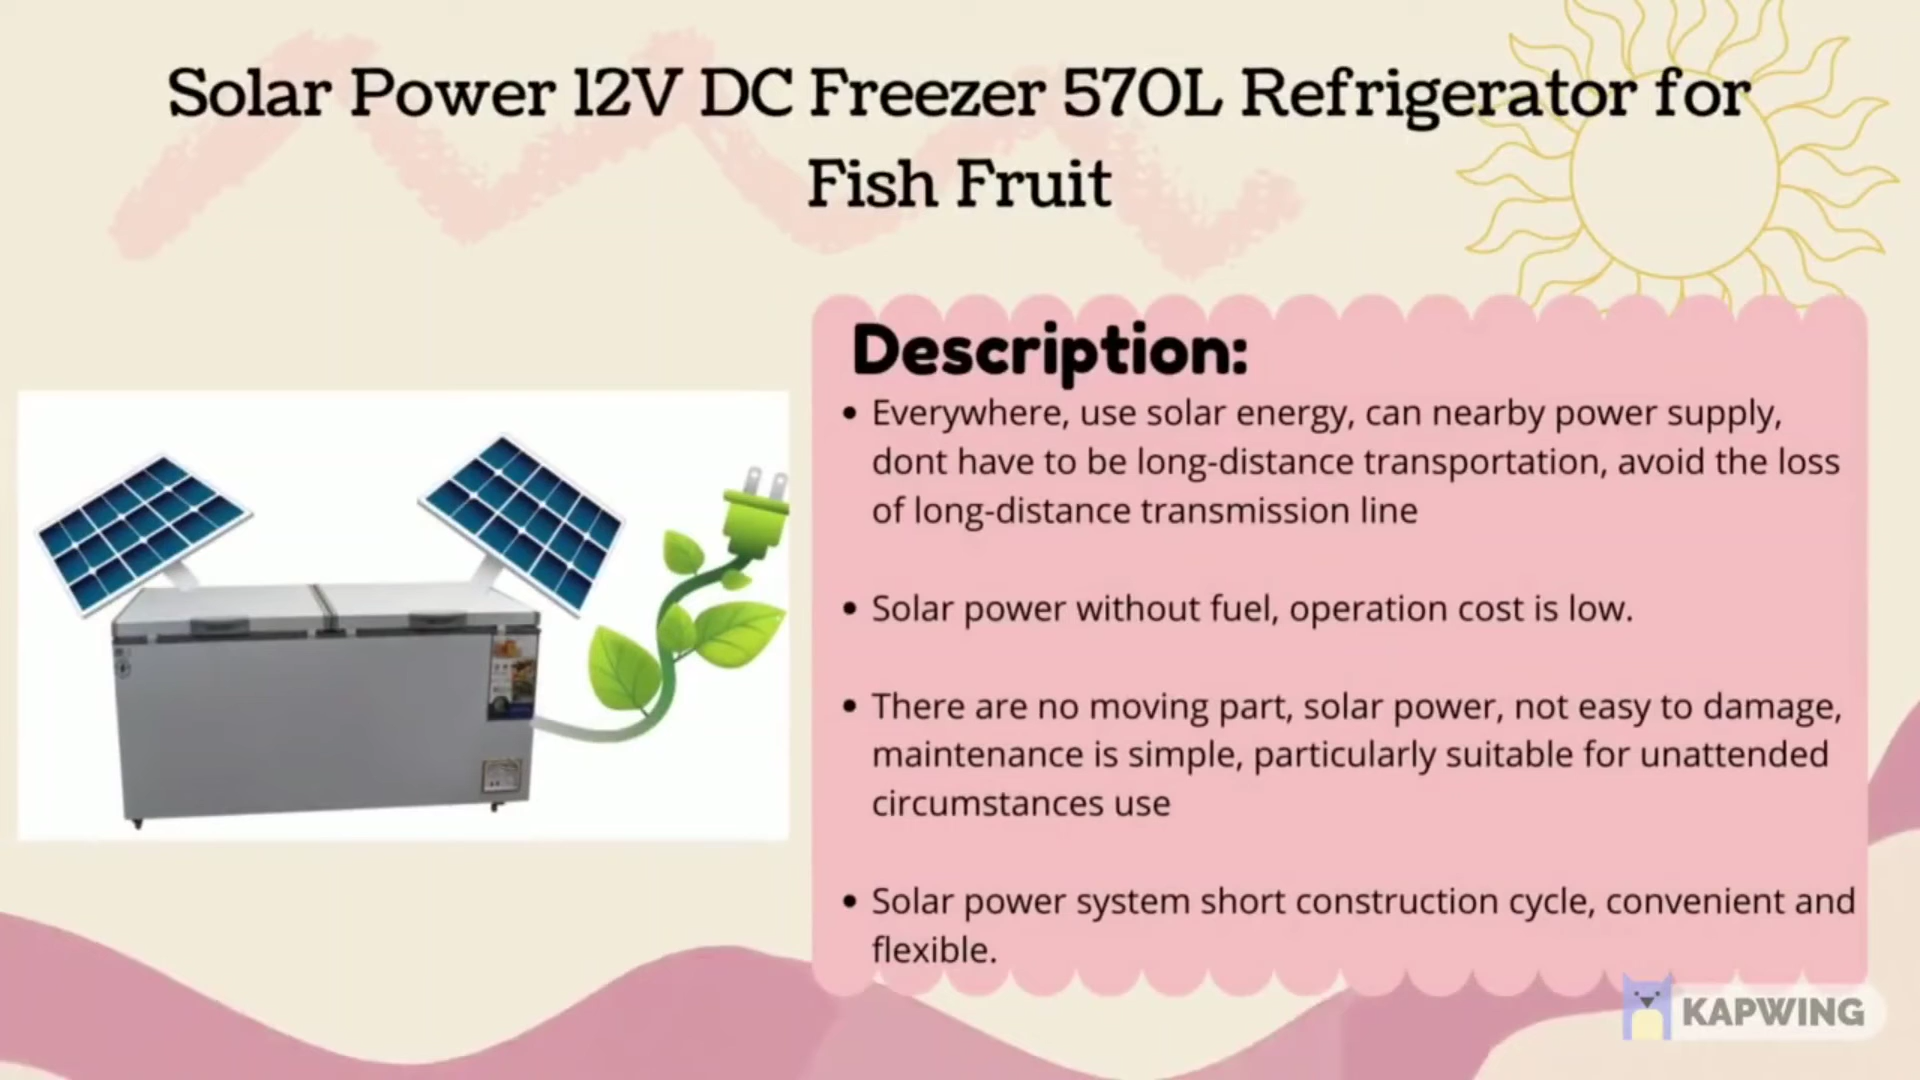 Solar Power 12V DC Freezer 570L Refrigerator for
Fish Fruit
Description:
• Everywhere, use solar energy, can nearby power supply,
dont have to be long-distance transportation, avoid the loss
of long-distance transmission line
• Solar power without fuel, operation cost is low.
• There are no moving part, solar power, not easy to damage,
maintenance is simple, particularly suitable for unattended
circumstances use
• Solar power system short construction cycle, convenient and
flexible.
KAPWING